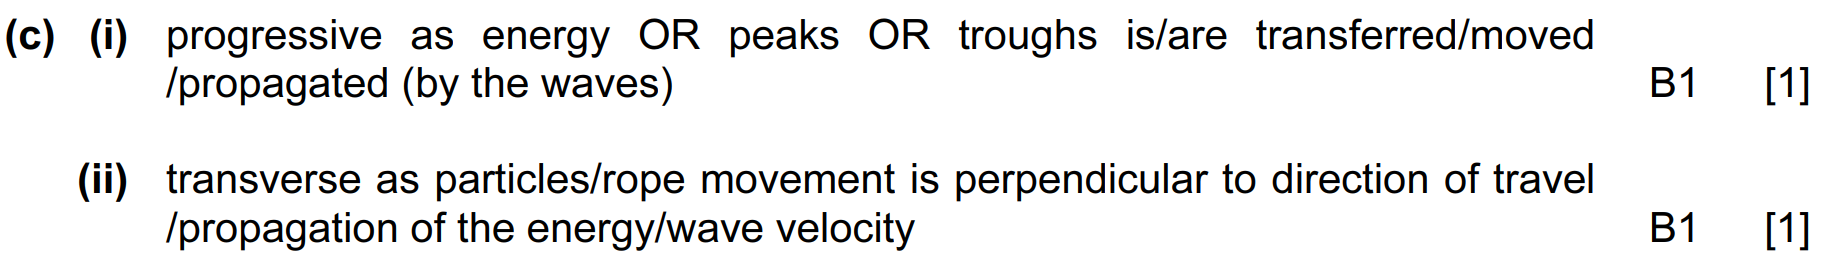 (c) (i) progressive as energy OR peaks OR troughs is/are transferred/moved
/propagated (by the waves) B1 [1]
(ii) transverse as particles/rope movement is perpendicular to direction of travel
/propagation of the energy/wave velocity B1 [1]